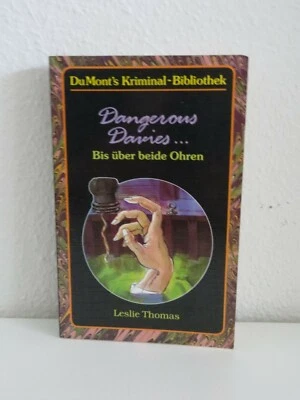 DuMont's Kriminal-Bibliothek
Dangerous
Davies ...
Bis über beide Ohren
Leslie Thomas